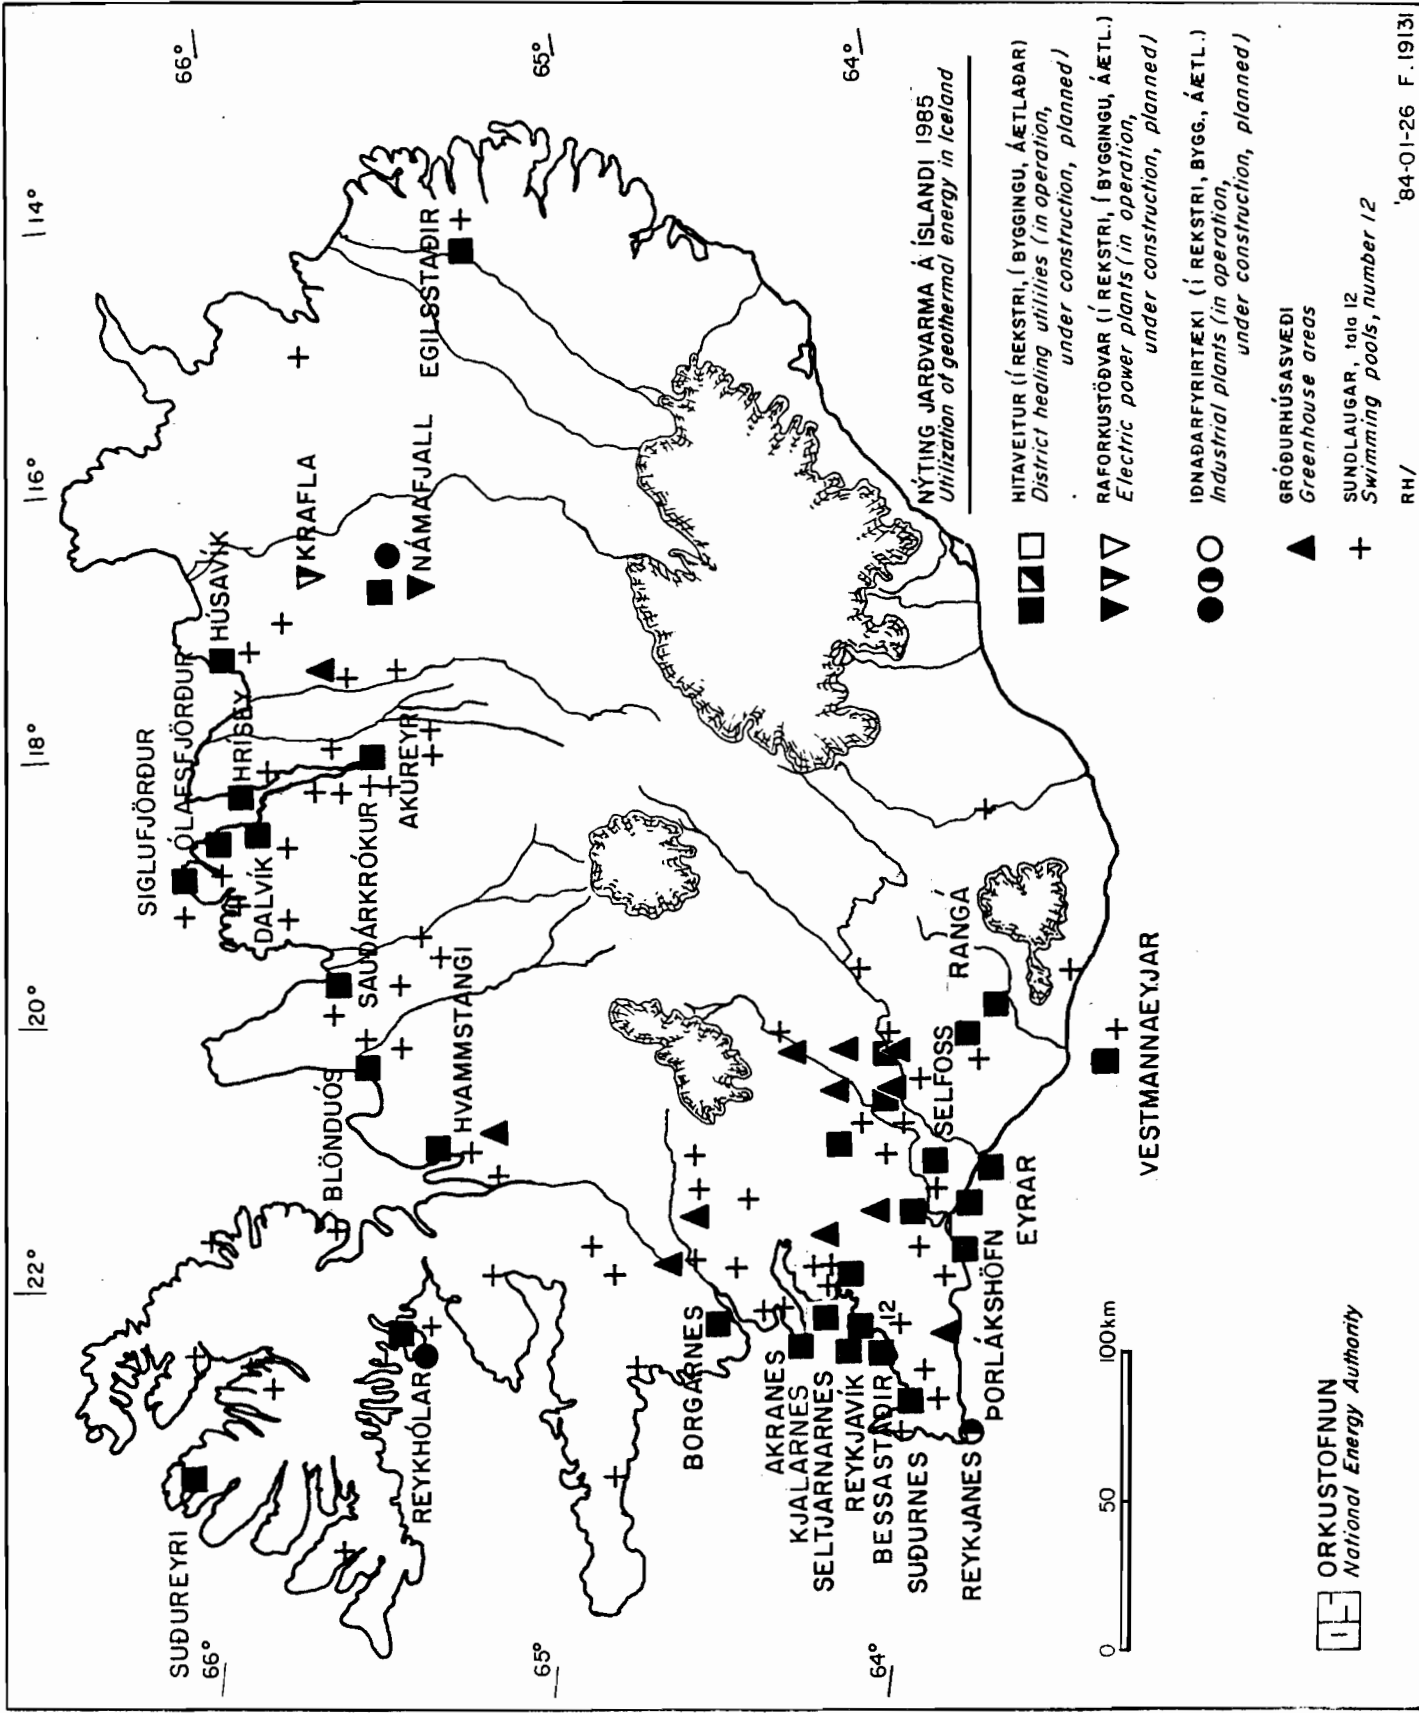 NÝTING JARÐVARMA Á ÍSLANDI 1985
Utilization of geothermal energy in Iceland
HITAVEITUR (Í REKSTRI, Í BYGGINGU, ÁÆTLAÐAR)
District heating utilities (in operation,
under construction, planned)
RAFORKUSTÖÐVAR (Í REKSTRI, Í BYGGINGU, ÁÆTL.)
Electric power plants (in operation,
under construction, planned)
IÐNAÐARFYRIRTÆKI (Í REKSTRI, BYGG., ÁÆTL.)
Industrial plants (in operation,
under construction, planned)
GRÓÐURHÚSASVÆÐI
Greenhouse areas
SUNDLAUGAR, tala 12
Swimming pools, number 12
RH/
'84-01-26 F.19131
22°
20°
18°
16°
14°
66°
65°
64°
66°
65°
64°
SUÐUREYRI
REYKHÓLAR
BLÖNDUÓS
HVAMMSTANGI
SAUÐÁRKRÓKUR
SIGLUFJÖRÐUR
ÓLAESFJÖRÐUR
DALVÍK
HRISEY
AKUREYRI
HÚSAVÍK
KRAFLA
NÁMAFJALL
EGILSSTAÐIR
BORGARNES
AKRANES
KJALARNES
SELTJARNARNES
REYKJAVÍK
BESSASTAÐIR
12
SUÐURNES
REYKJANES
ÞORLÁKSHÖFN
EYRAR
SELFOSS
RANGÁ
VESTMANNAEYJAR
0 50 100km
ORKUSTOFNUN
National Energy Authority